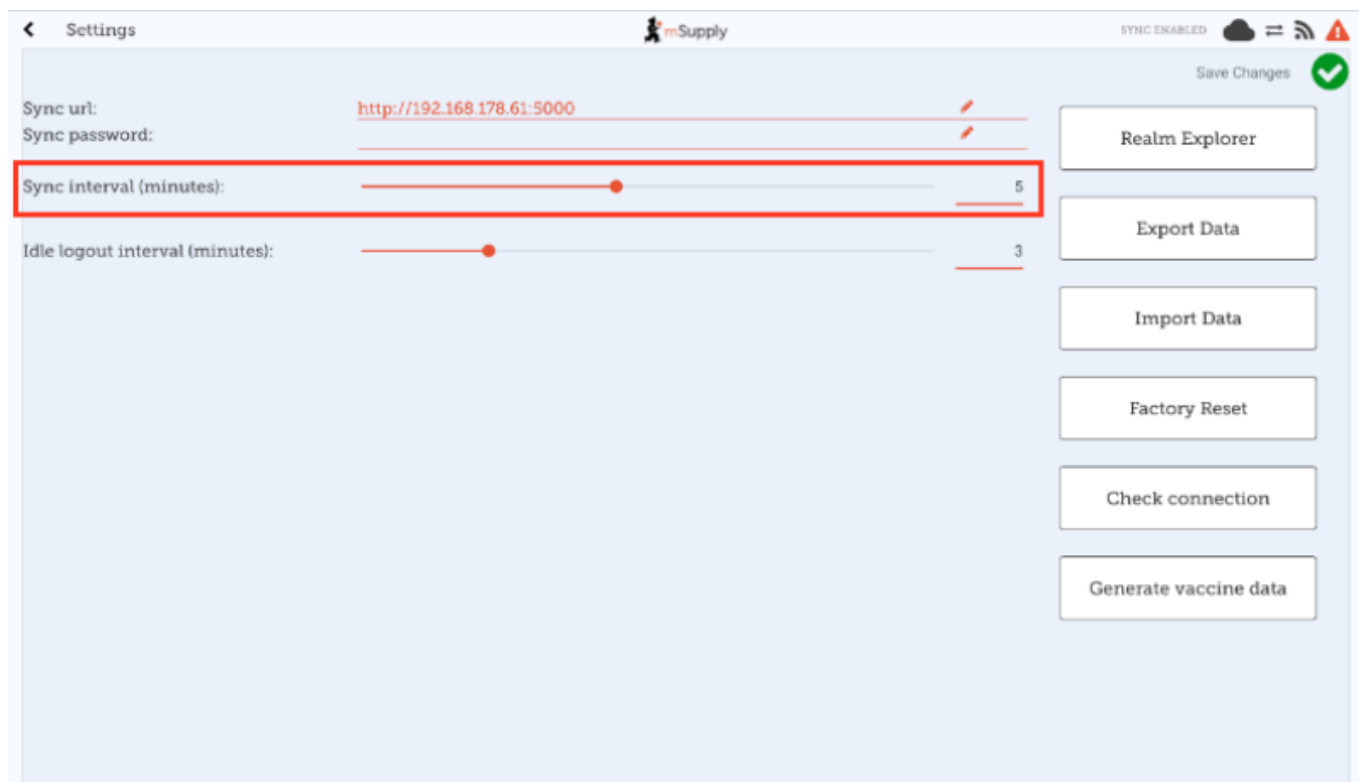 Settings
mSupply
SYNC ENABLED
Save Changes
Sync url: http://192.168.178.61:5000
Sync password:
Sync interval (minutes): 5
Idle logout interval (minutes): 3
Realm Explorer
Export Data
Import Data
Factory Reset
Check connection
Generate vaccine data